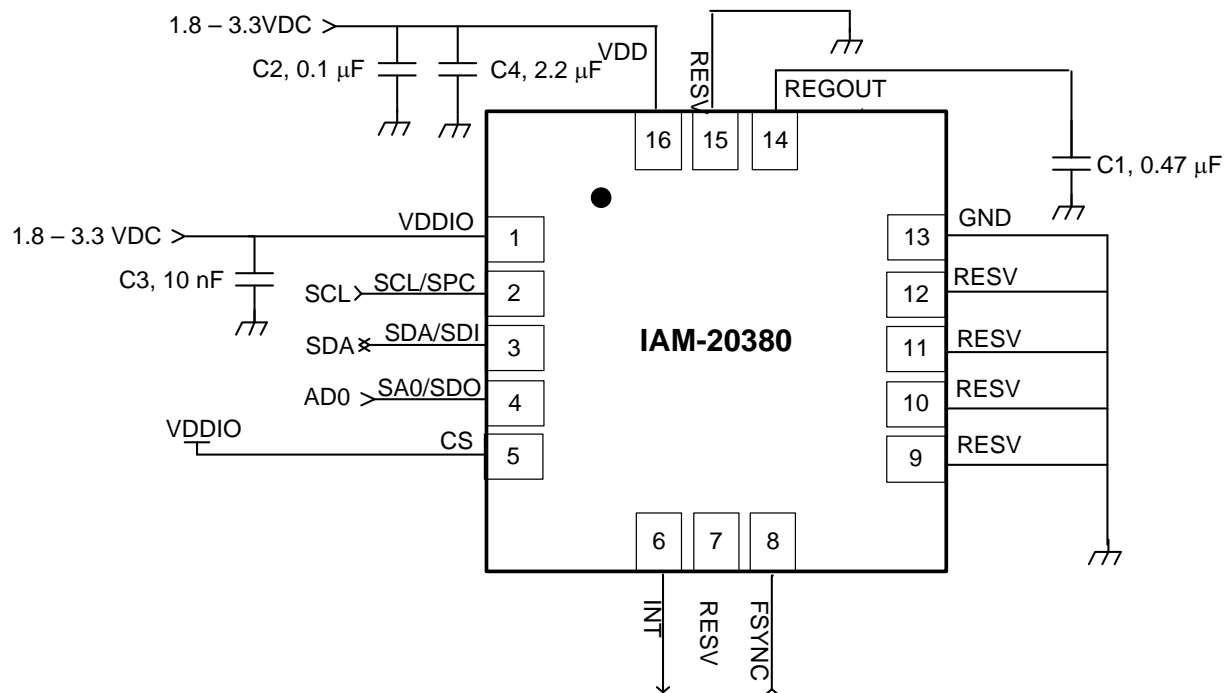 1.8 – 3.3VDC
C2, 0.1 μF
C4, 2.2 μF
VDD
RESV
REGOUT
C1, 0.47 μF
16
15
14
1.8 – 3.3 VDC
VDDIO
C3, 10 nF
SCL
SCL/SPC
SDA
SDA/SDI
AD0
SA0/SDO
VDDIO
CS
1
2
3
4
5
IAM-20380
13
12
11
10
9
GND
RESV
RESV
RESV
RESV
6
7
8
INT
RESV
FSYNC